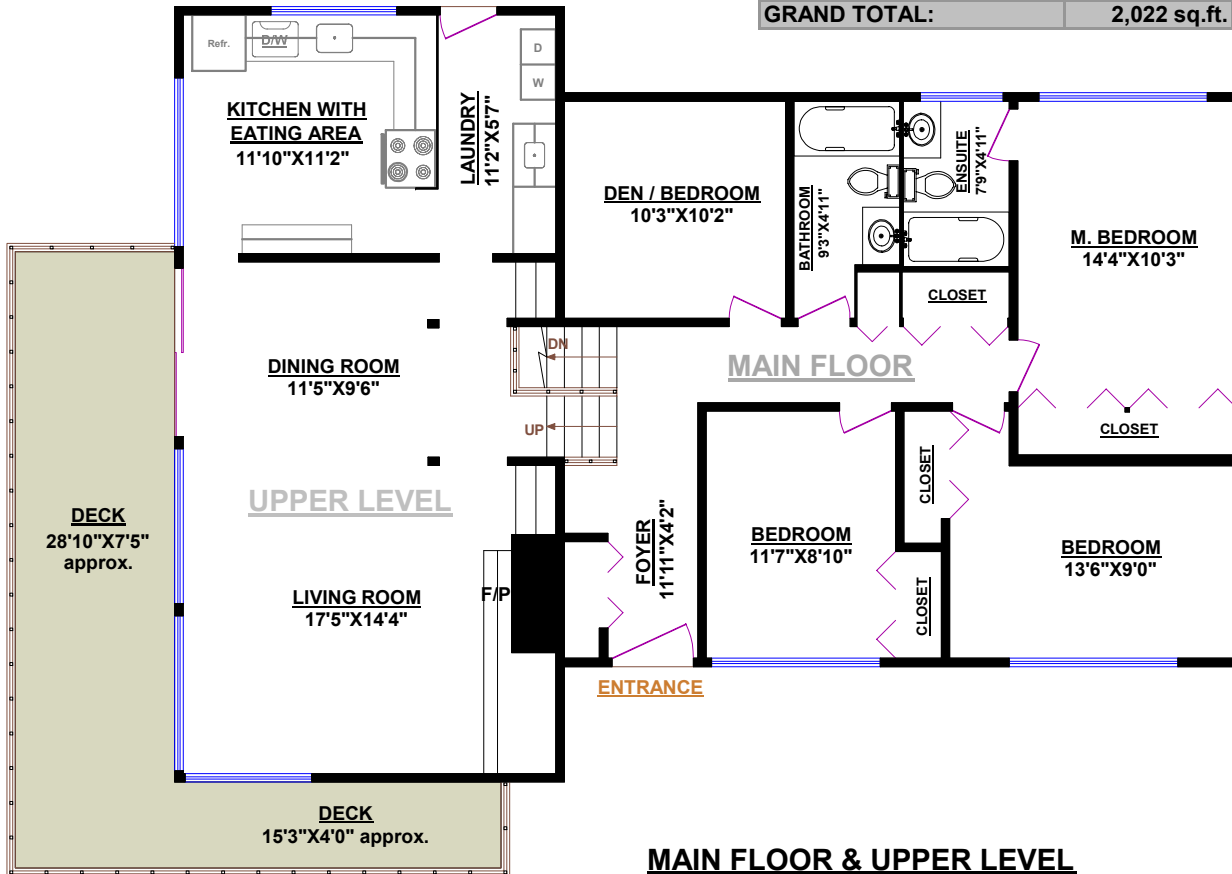 GRAND TOTAL: 2,022 sq.ft.
Refr.
D/W
D
W
KITCHEN WITH
EATING AREA
11'10"X11'2"
LAUNDRY
11'2"X5'7"
DEN / BEDROOM
10'3"X10'2"
BATHROOM
9'3"X4'11"
ENSUITE
7'9"X4'11"
M. BEDROOM
14'4"X10'3"
CLOSET
DINING ROOM
11'5"X9'6"
DN
UP
MAIN FLOOR
CLOSET
UPPER LEVEL
DECK
28'10"X7'5"
approx.
LIVING ROOM
17'5"X14'4"
F/P
FOYER
11'11"X4'2"
BEDROOM
11'7"X8'10"
CLOSET
CLOSET
BEDROOM
13'6"X9'0"
ENTRANCE
DECK
15'3"X4'0" approx.
MAIN FLOOR & UPPER LEVEL